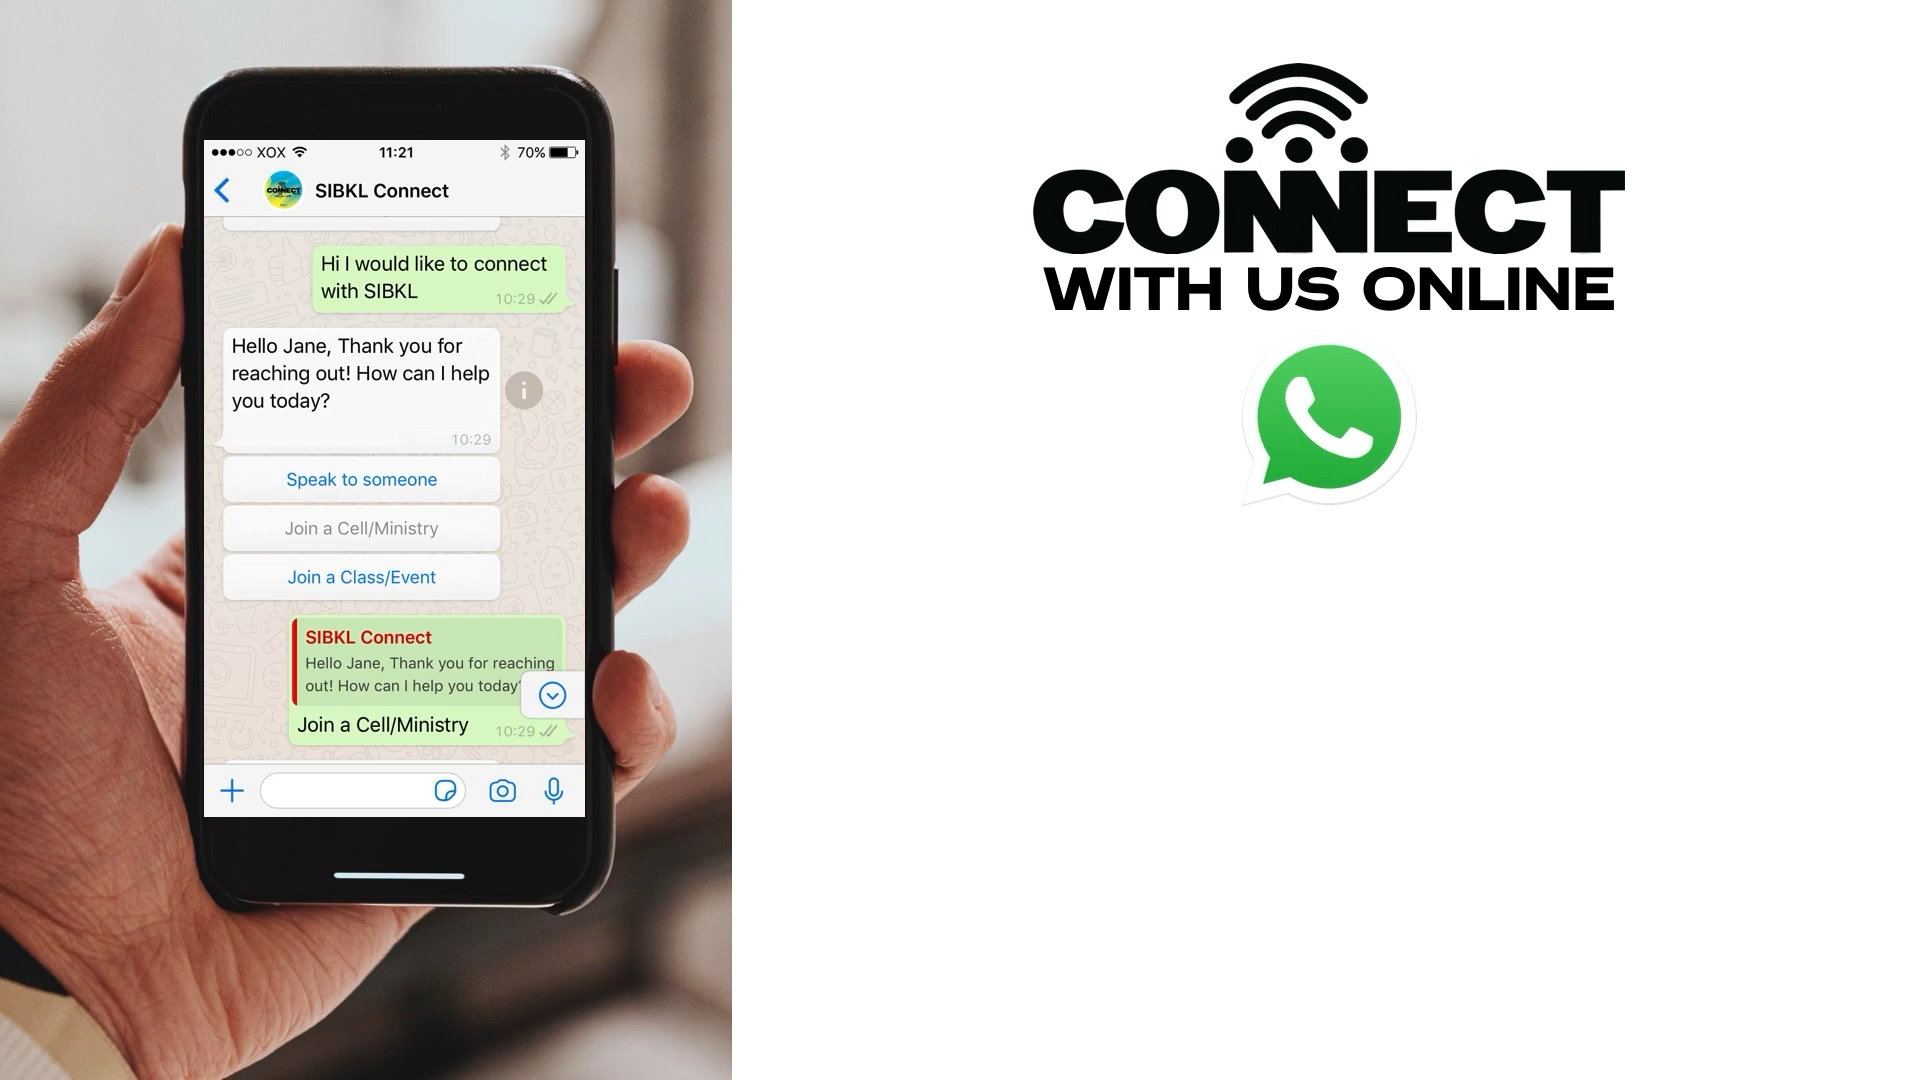 XOX
11:21
70%
CONNECT
SIBKL Connect
Hi I would like to connect
with SIBKL
10:29
Hello Jane, Thank you for
reaching out! How can I help
you today?
10:29
Speak to someone
Join a Cell/Ministry
Join a Class/Event
SIBKL Connect
Hello Jane, Thank you for reaching
out! How can I help you today?
Join a Cell/Ministry
10:29
CONNECT
WITH US ONLINE